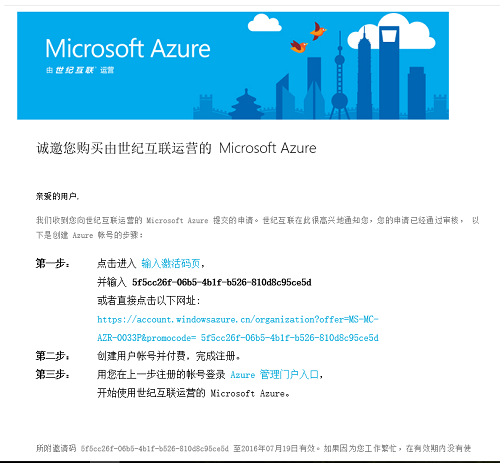 Microsoft Azure
由 世纪互联 运营
诚邀您购买由世纪互联运营的 Microsoft Azure
亲爱的用户,
我们收到您向世纪互联运营的 Microsoft Azure 提交的申请。世纪互联在此很高兴地通知您, 您的申请已经通过审核, 以
下是创建 Azure 帐号的步骤:
第一步: 点击进入 输入激活码页,
并输入 5f5cc26f-06b5-4b1f-b526-810d8c95ce5d
或者直接点击以下网址:
https://account.windowsazure.cn/organization?offer=MS-MC-
AZR-0033P&promocode= 5f5cc26f-06b5-4b1f-b526-810d8c95ce5d
第二步: 创建用户帐号并付费, 完成注册。
第三步: 用您在上一步注册的帐号登录 Azure 管理门户入口,
开始使用世纪互联运营的 Microsoft Azure。
所附邀请码 5f5cc26f-06b5-4b1f-b526-810d8c95ce5d 至2016年07月19日有效。如果因为您工作繁忙, 在有效期内没有使